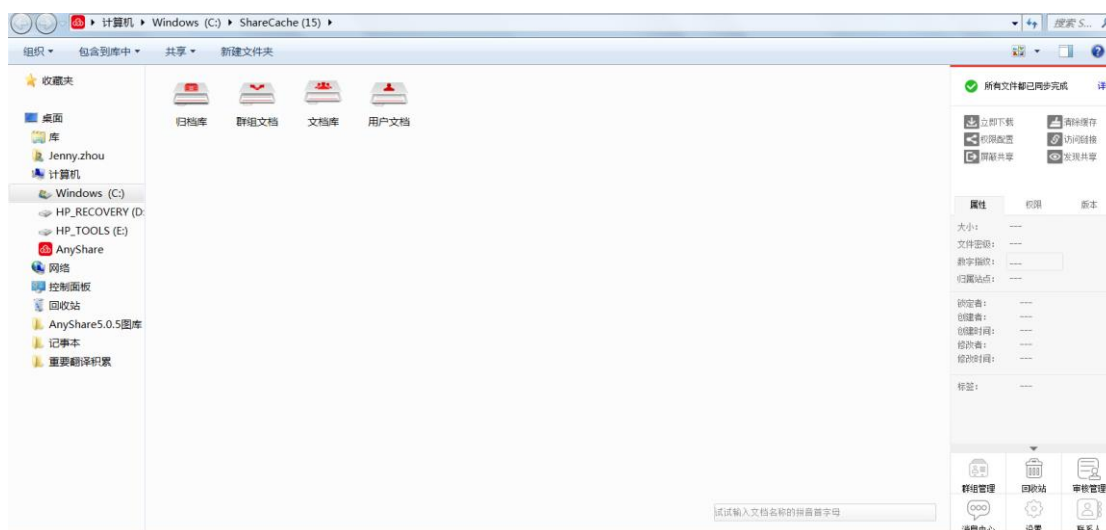 计算机 Windows (C:) ShareCache (15)
搜索 S...
组织 包含到库中 共享 新建文件夹
收藏夹
桌面
库
Jenny.zhou
计算机
Windows (C:)
HP_RECOVERY (D:
HP_TOOLS (E:)
AnyShare
网络
控制面板
回收站
AnyShare5.0.5图库
记事本
重要翻译积累
归档库 群组文档 文档库 用户文档
试试输入文档名称的拼音首字母
所有文件都已同步完成 详
立即下载 清除缓存
权限配置 访问链接
屏蔽共享 发现共享
属性 权限 版本
大小: ---
文件密级: ---
数字指纹: ---
归属站点: ---
锁定者: ---
创建者: ---
创建时间: ---
修改者: ---
修改时间: ---
标签: ---
群组管理 回收站 审核管理
消息中心 设置 联系人